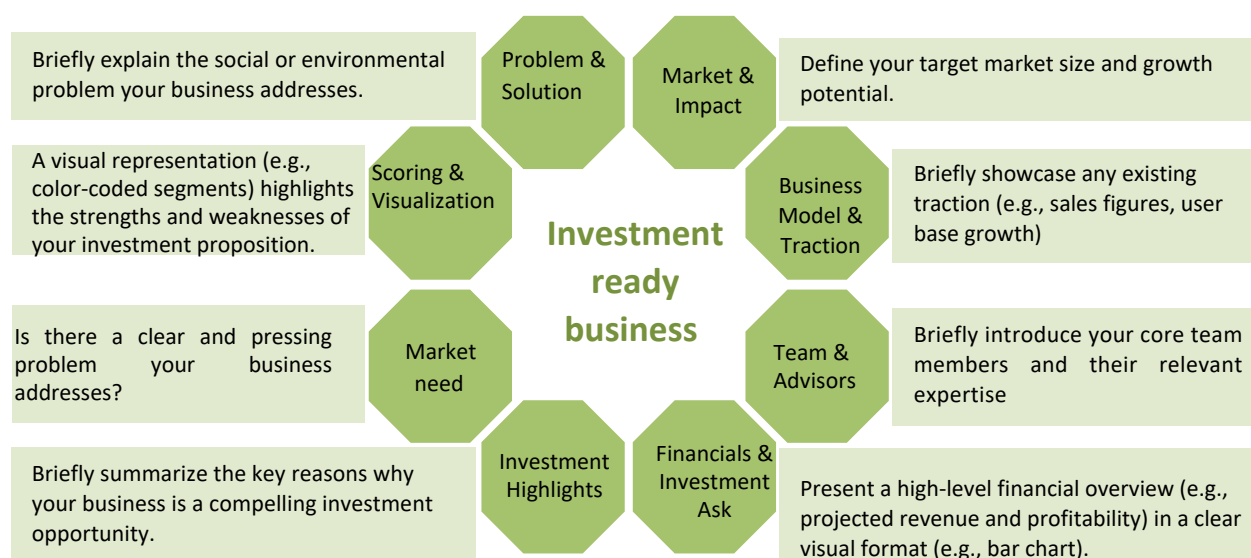 Briefly explain the social or environmental
problem your business addresses.
Problem &
Solution
Market &
Impact
Define your target market size and growth
potential.
A visual representation (e.g.,
color-coded segments) highlights
the strengths and weaknesses of
your investment proposition.
Scoring &
Visualization
Business
Model &
Traction
Briefly showcase any existing
traction (e.g., sales figures, user
base growth)
Investment
ready
business
Is there a clear and pressing
problem your business
addresses?
Market
need
Team &
Advisors
Briefly introduce your core team
members and their relevant
expertise
Briefly summarize the key reasons why
your business is a compelling investment
opportunity.
Investment
Highlights
Financials &
Investment
Ask
Present a high-level financial overview (e.g.,
projected revenue and profitability) in a clear
visual format (e.g., bar chart).